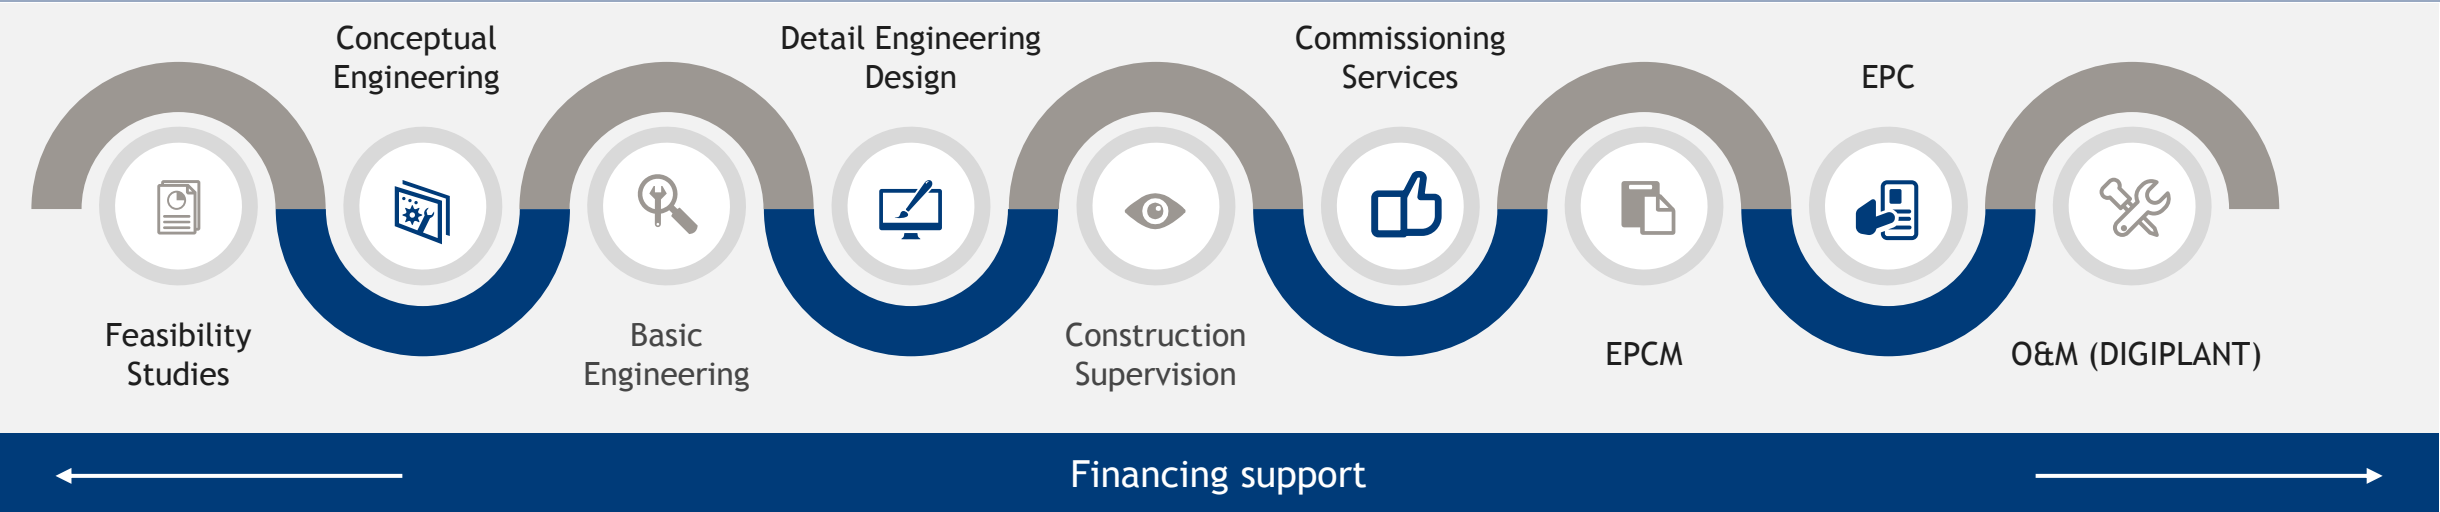 Conceptual
Engineering
Detail Engineering
Design
Commissioning
Services
EPC
Feasibility
Studies
Basic
Engineering
Construction
Supervision
EPCM
O&M (DIGIPLANT)
Financing support